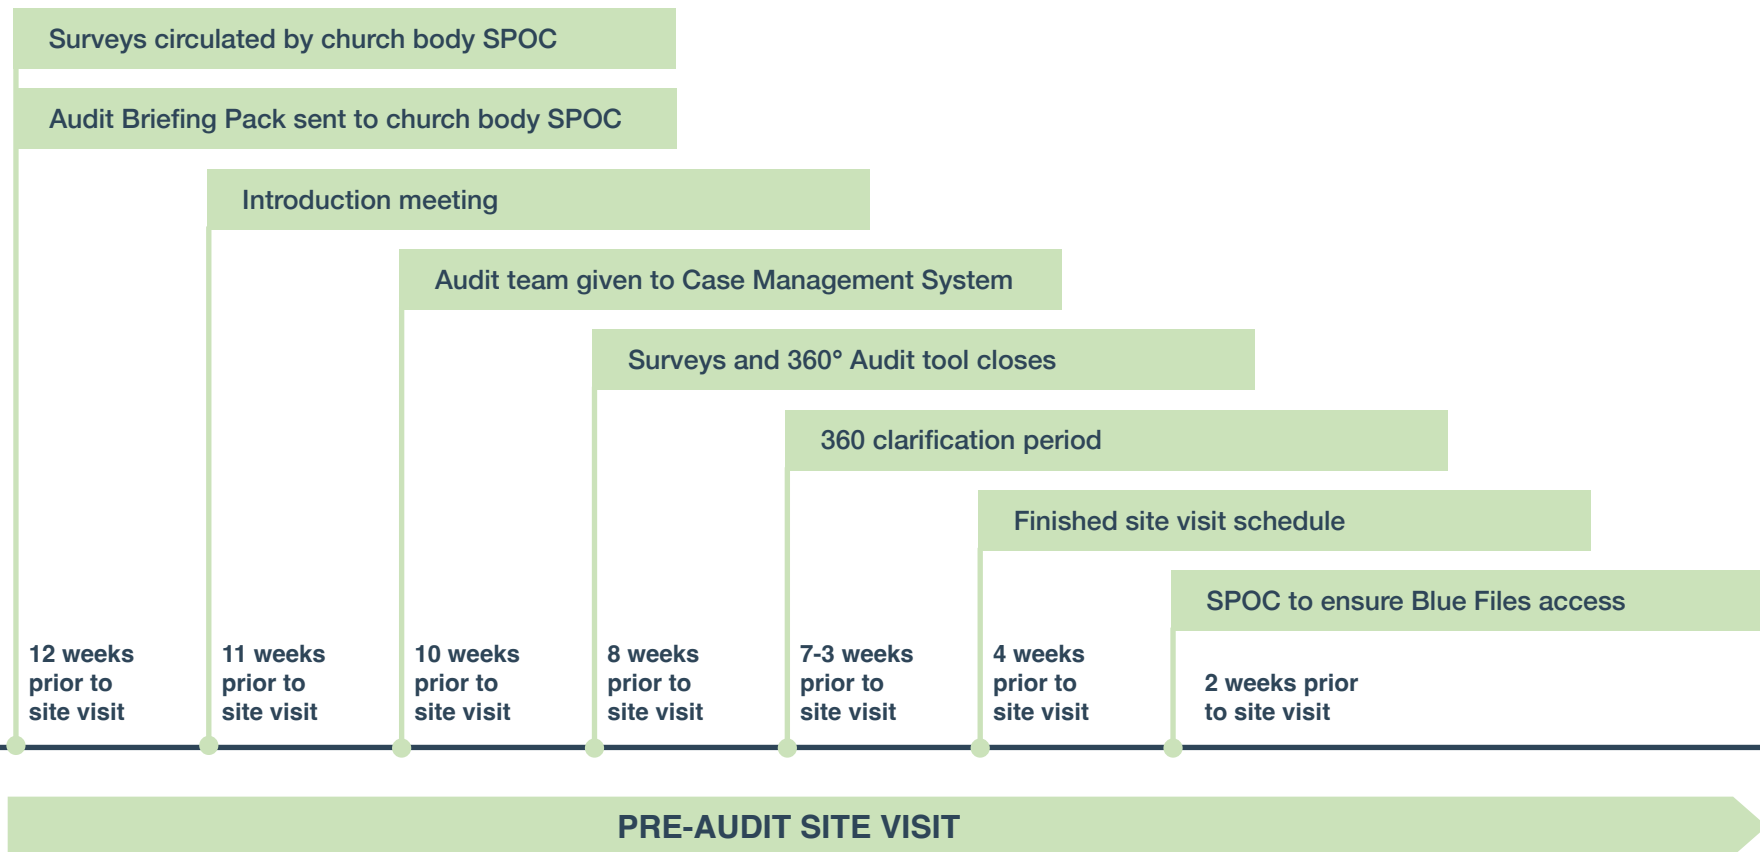 Surveys circulated by church body SPOC
Audit Briefing Pack sent to church body SPOC
Introduction meeting
Audit team given to Case Management System
Surveys and 360° Audit tool closes
360 clarification period
Finished site visit schedule
SPOC to ensure Blue Files access
12 weeks
prior to
site visit
11 weeks
prior to
site visit
10 weeks
prior to
site visit
8 weeks
prior to
site visit
7-3 weeks
prior to
site visit
4 weeks
prior to
site visit
2 weeks prior
to site visit
PRE-AUDIT SITE VISIT